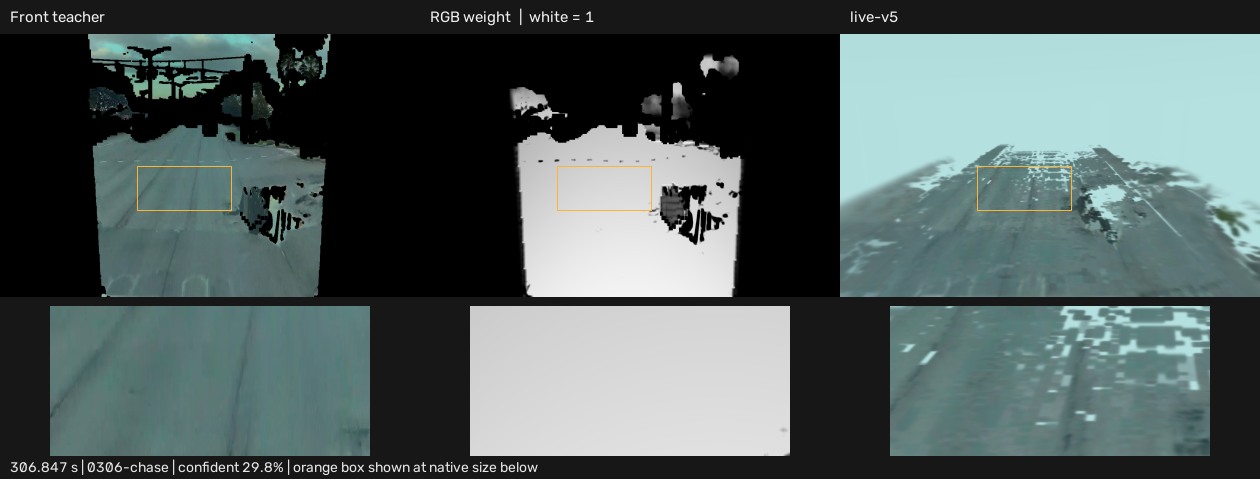 Front teacher
RGB weight | white = 1
live-v5
306.847 s | 0306-chase | confident 29.8% | orange box shown at native size below